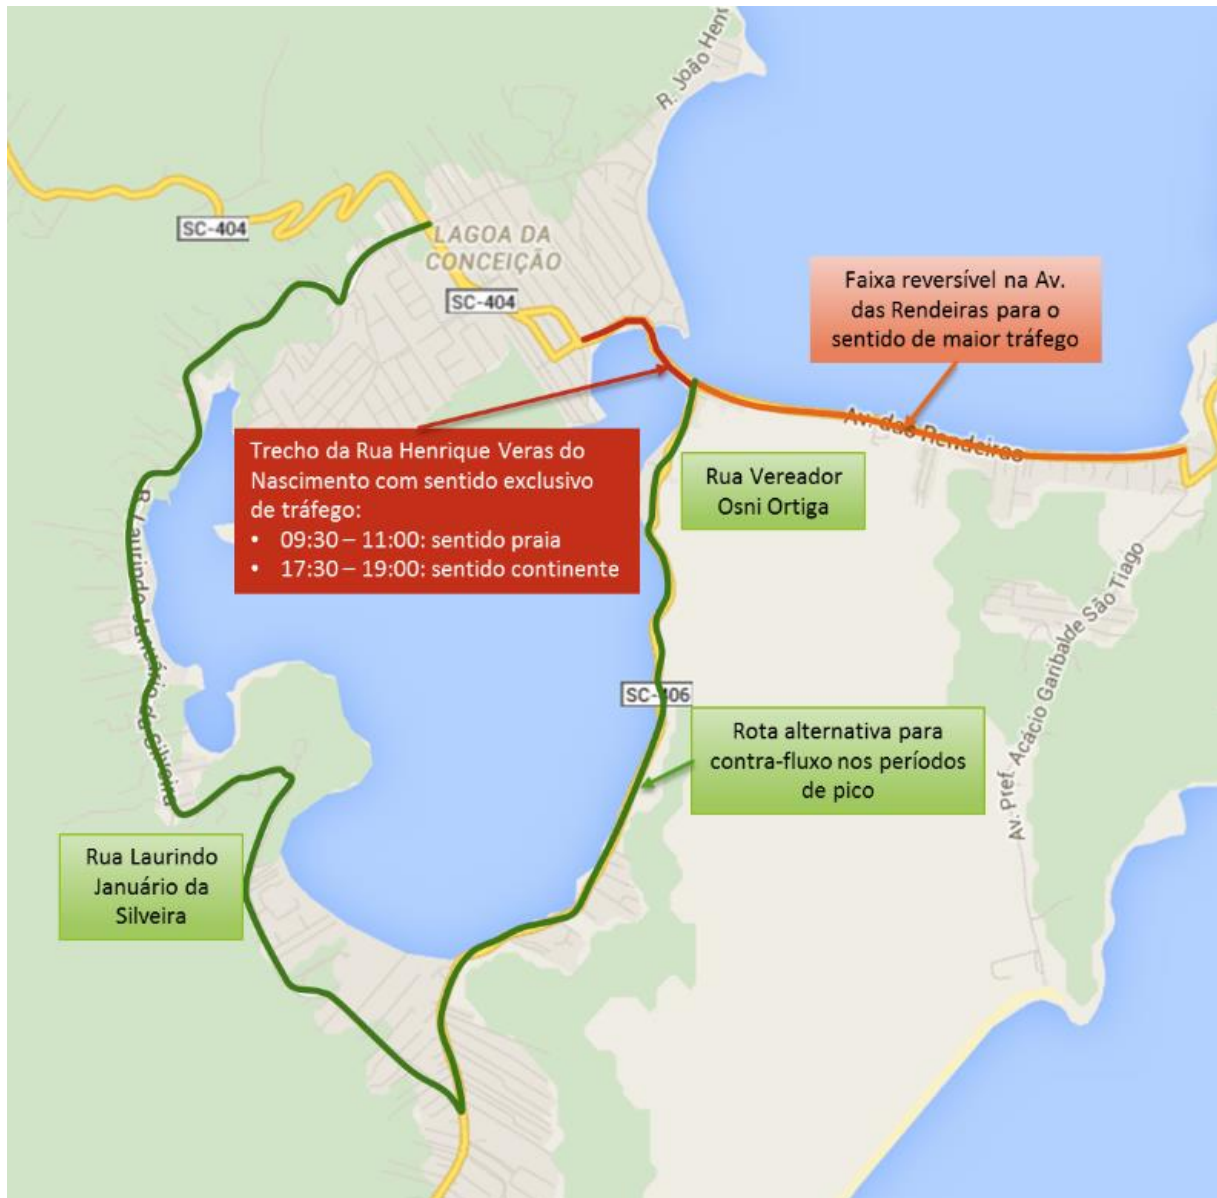 R. João Hen
SC-404
LAGOA DA
CONCEIÇÃO
SC-404
Faixa reversível na Av.
das Rendeiras para o
sentido de maior tráfego
Av. das Rendeiras
Trecho da Rua Henrique Veras do
Nascimento com sentido exclusivo
de tráfego:
• 09:30 – 11:00: sentido praia
• 17:30 – 19:00: sentido continente
Rua Vereador
Osni Ortiga
R. Laurindo Januário da Silveira
Av. Pref. Acácio Garibalde São Tiago
SC-406
Rota alternativa para
contra-fluxo nos períodos
de pico
Rua Laurindo
Januário da
Silveira